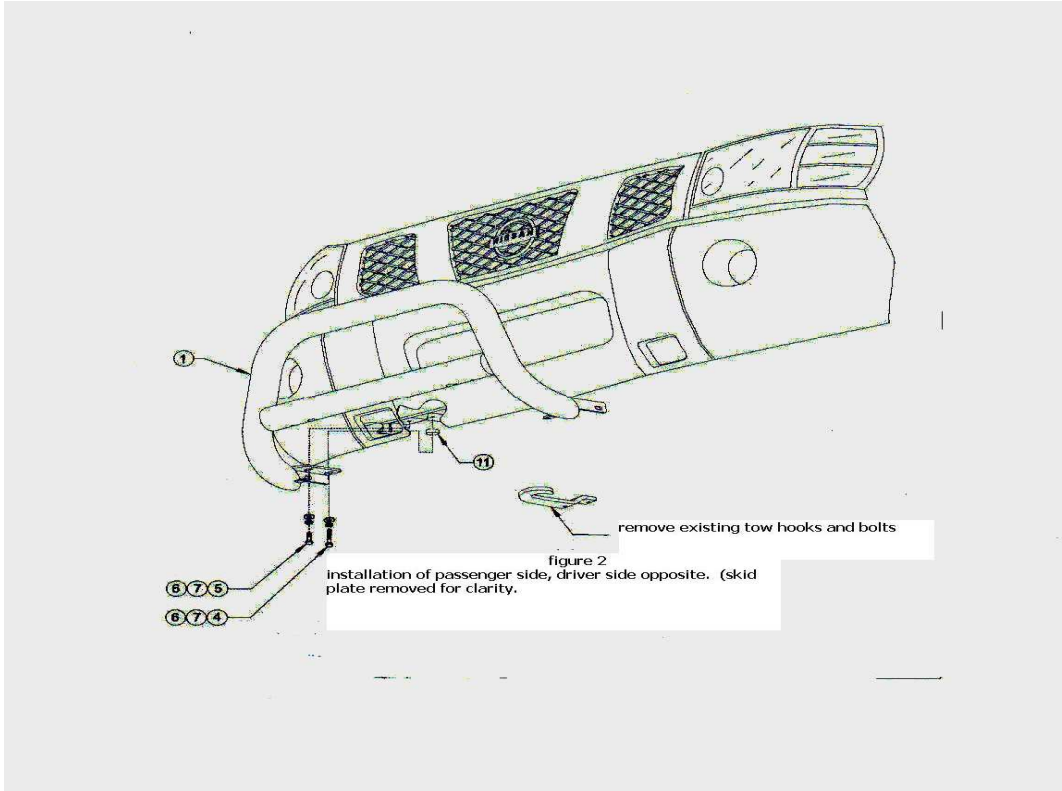 NISSAN
1
11
remove existing tow hooks and bolts
figure 2
installation of passenger side, driver side opposite. (skid
plate removed for clarity.
6 7 5
6 7 4